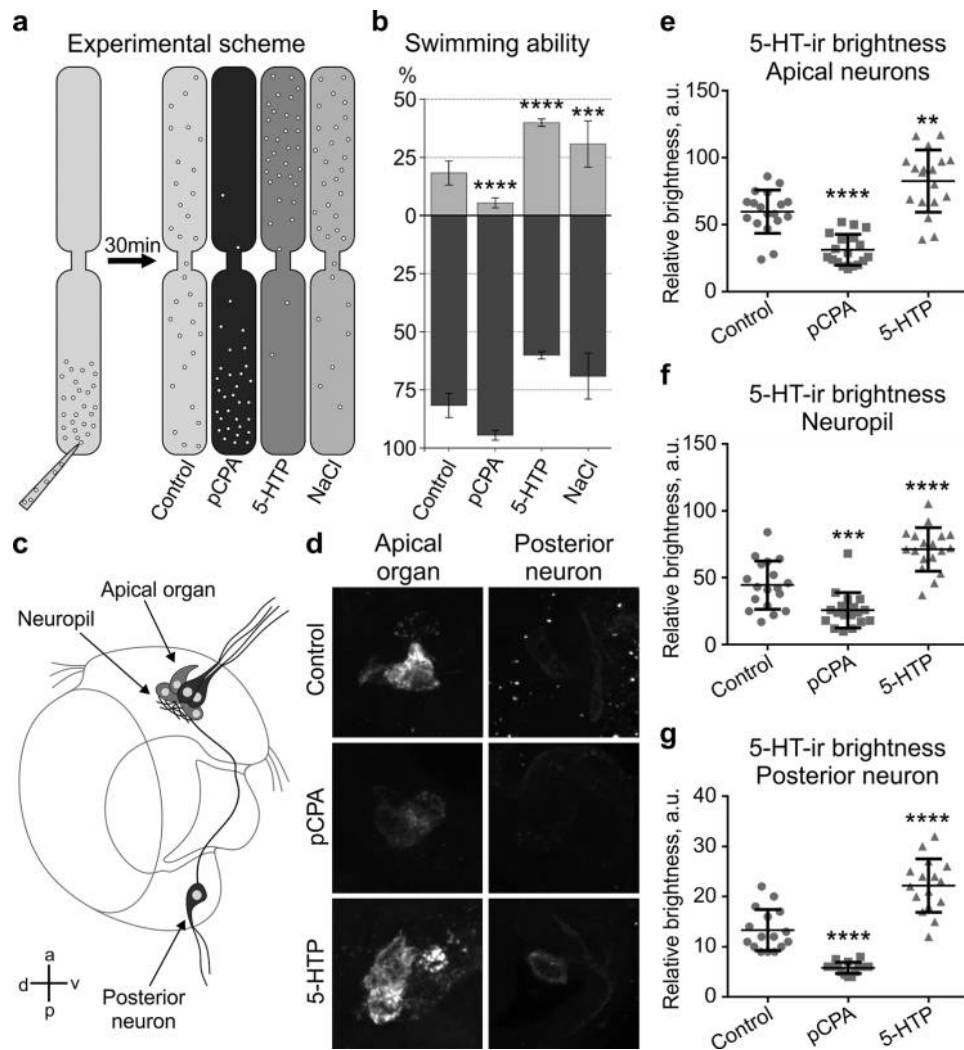 a
Experimental scheme
30min
Control
pCPA
5-HTP
NaCl
b
Swimming ability
%
50
25
0
25
50
75
100
****
****
***
Control
pCPA
5-HTP
NaCl
c
Apical organ
Neuropil
Posterior
neuron
a
d
v
p
d
Apical
organ
Posterior
neuron
Control
pCPA
5-HTP
e
5-HT-ir brightness
Apical neurons
Relative brightness, a.u.
150
100
50
0
****
**
Control
pCPA
5-HTP
f
5-HT-ir brightness
Neuropil
Relative brightness, a.u.
150
100
50
0
***
****
Control
pCPA
5-HTP
g
5-HT-ir brightness
Posterior neuron
Relative brightness, a.u.
40
30
20
10
0
****
****
Control
pCPA
5-HTP